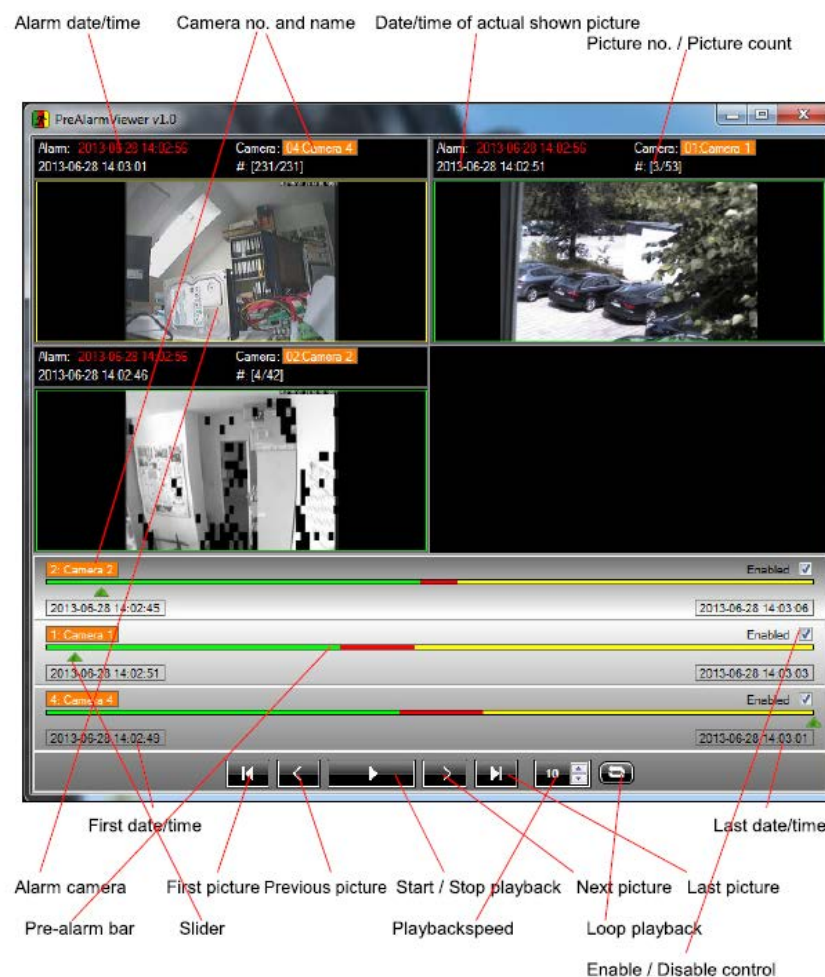 Alarm date/time Camera no. and name Date/time of actual shown picture
Picture no. / Picture count
PreAlarmViewer v1.0
Alarm: 2013-06-28 14:02:56 Camera: 04:Camera 4
2013-06-28 14:03:01 #: [231/231]
Alarm: 2013-06-28 14:02:56 Camera: 01:Camera 1
2013-06-28 14:02:51 #: [3/53]
Alarm: 2013-06-28 14:02:56 Camera: 02:Camera 2
2013-06-28 14:02:46 #: [4/42]
2: Camera 2 Enabled
2013-06-28 14:02:45 2013-06-28 14:03:06
1: Camera 1 Enabled
2013-06-28 14:02:51 2013-06-28 14:03:03
4: Camera 4 Enabled
2013-06-28 14:02:49 2013-06-28 14:03:01
10
First date/time Last date/time
Alarm camera First picture Previous picture Start / Stop playback Next picture Last picture
Pre-alarm bar Slider Playbackspeed Loop playback
Enable / Disable control